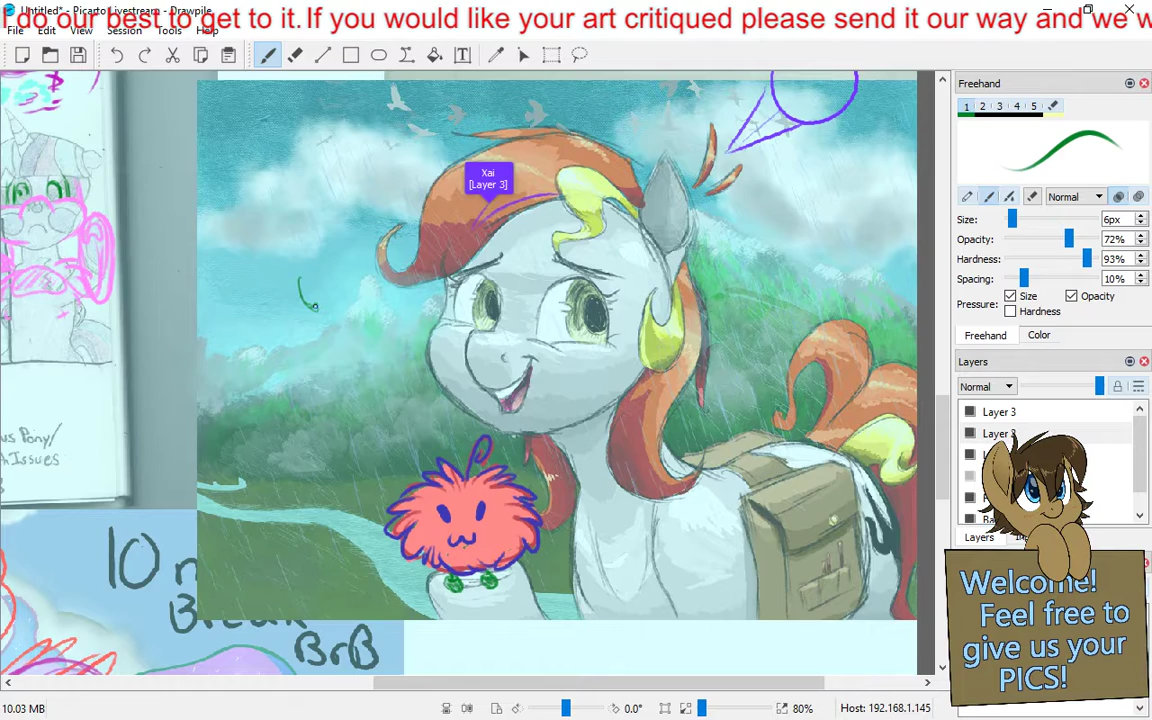 Untitled* - Picarto Livestream - Drawpile
I do our best to get to it. If you would like your art critiqued please send it our way and we w
File Edit View Session Tools Help
Freehand
1 2 3 4 5
Normal
Size: 6px
Opacity: 72%
Hardness: 93%
Spacing: 10%
Pressure: Size Opacity
Hardness
Freehand Color
Layers
Normal
Layer 3
Layer
Layers
Xai
[Layer 3]
us Pony/
Issues
10
Break
BrB
Welcome!
Feel free to
give us your
PICS!
10.03 MB
0.0°
80%
Host: 192.168.1.145